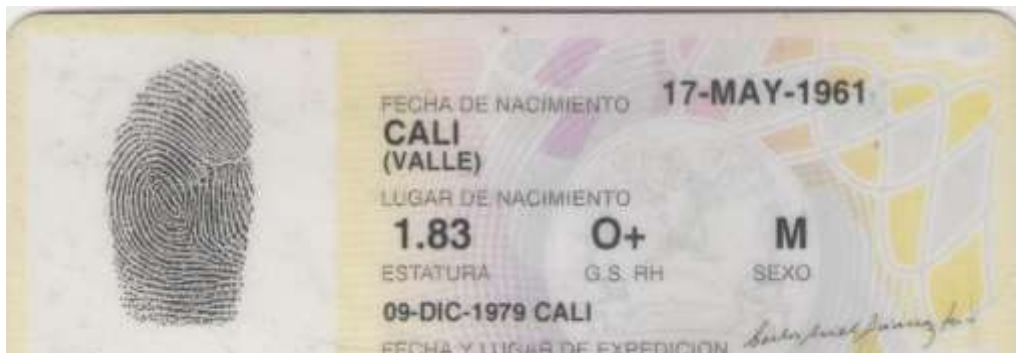 FECHA DE NACIMIENTO 17-MAY-1961
CALI
(VALLE)
LUGAR DE NACIMIENTO
1.83 O+ M
ESTATURA G.S. RH SEXO
09-DIC-1979 CALI
FECHA Y LUGAR DE EXPEDICION